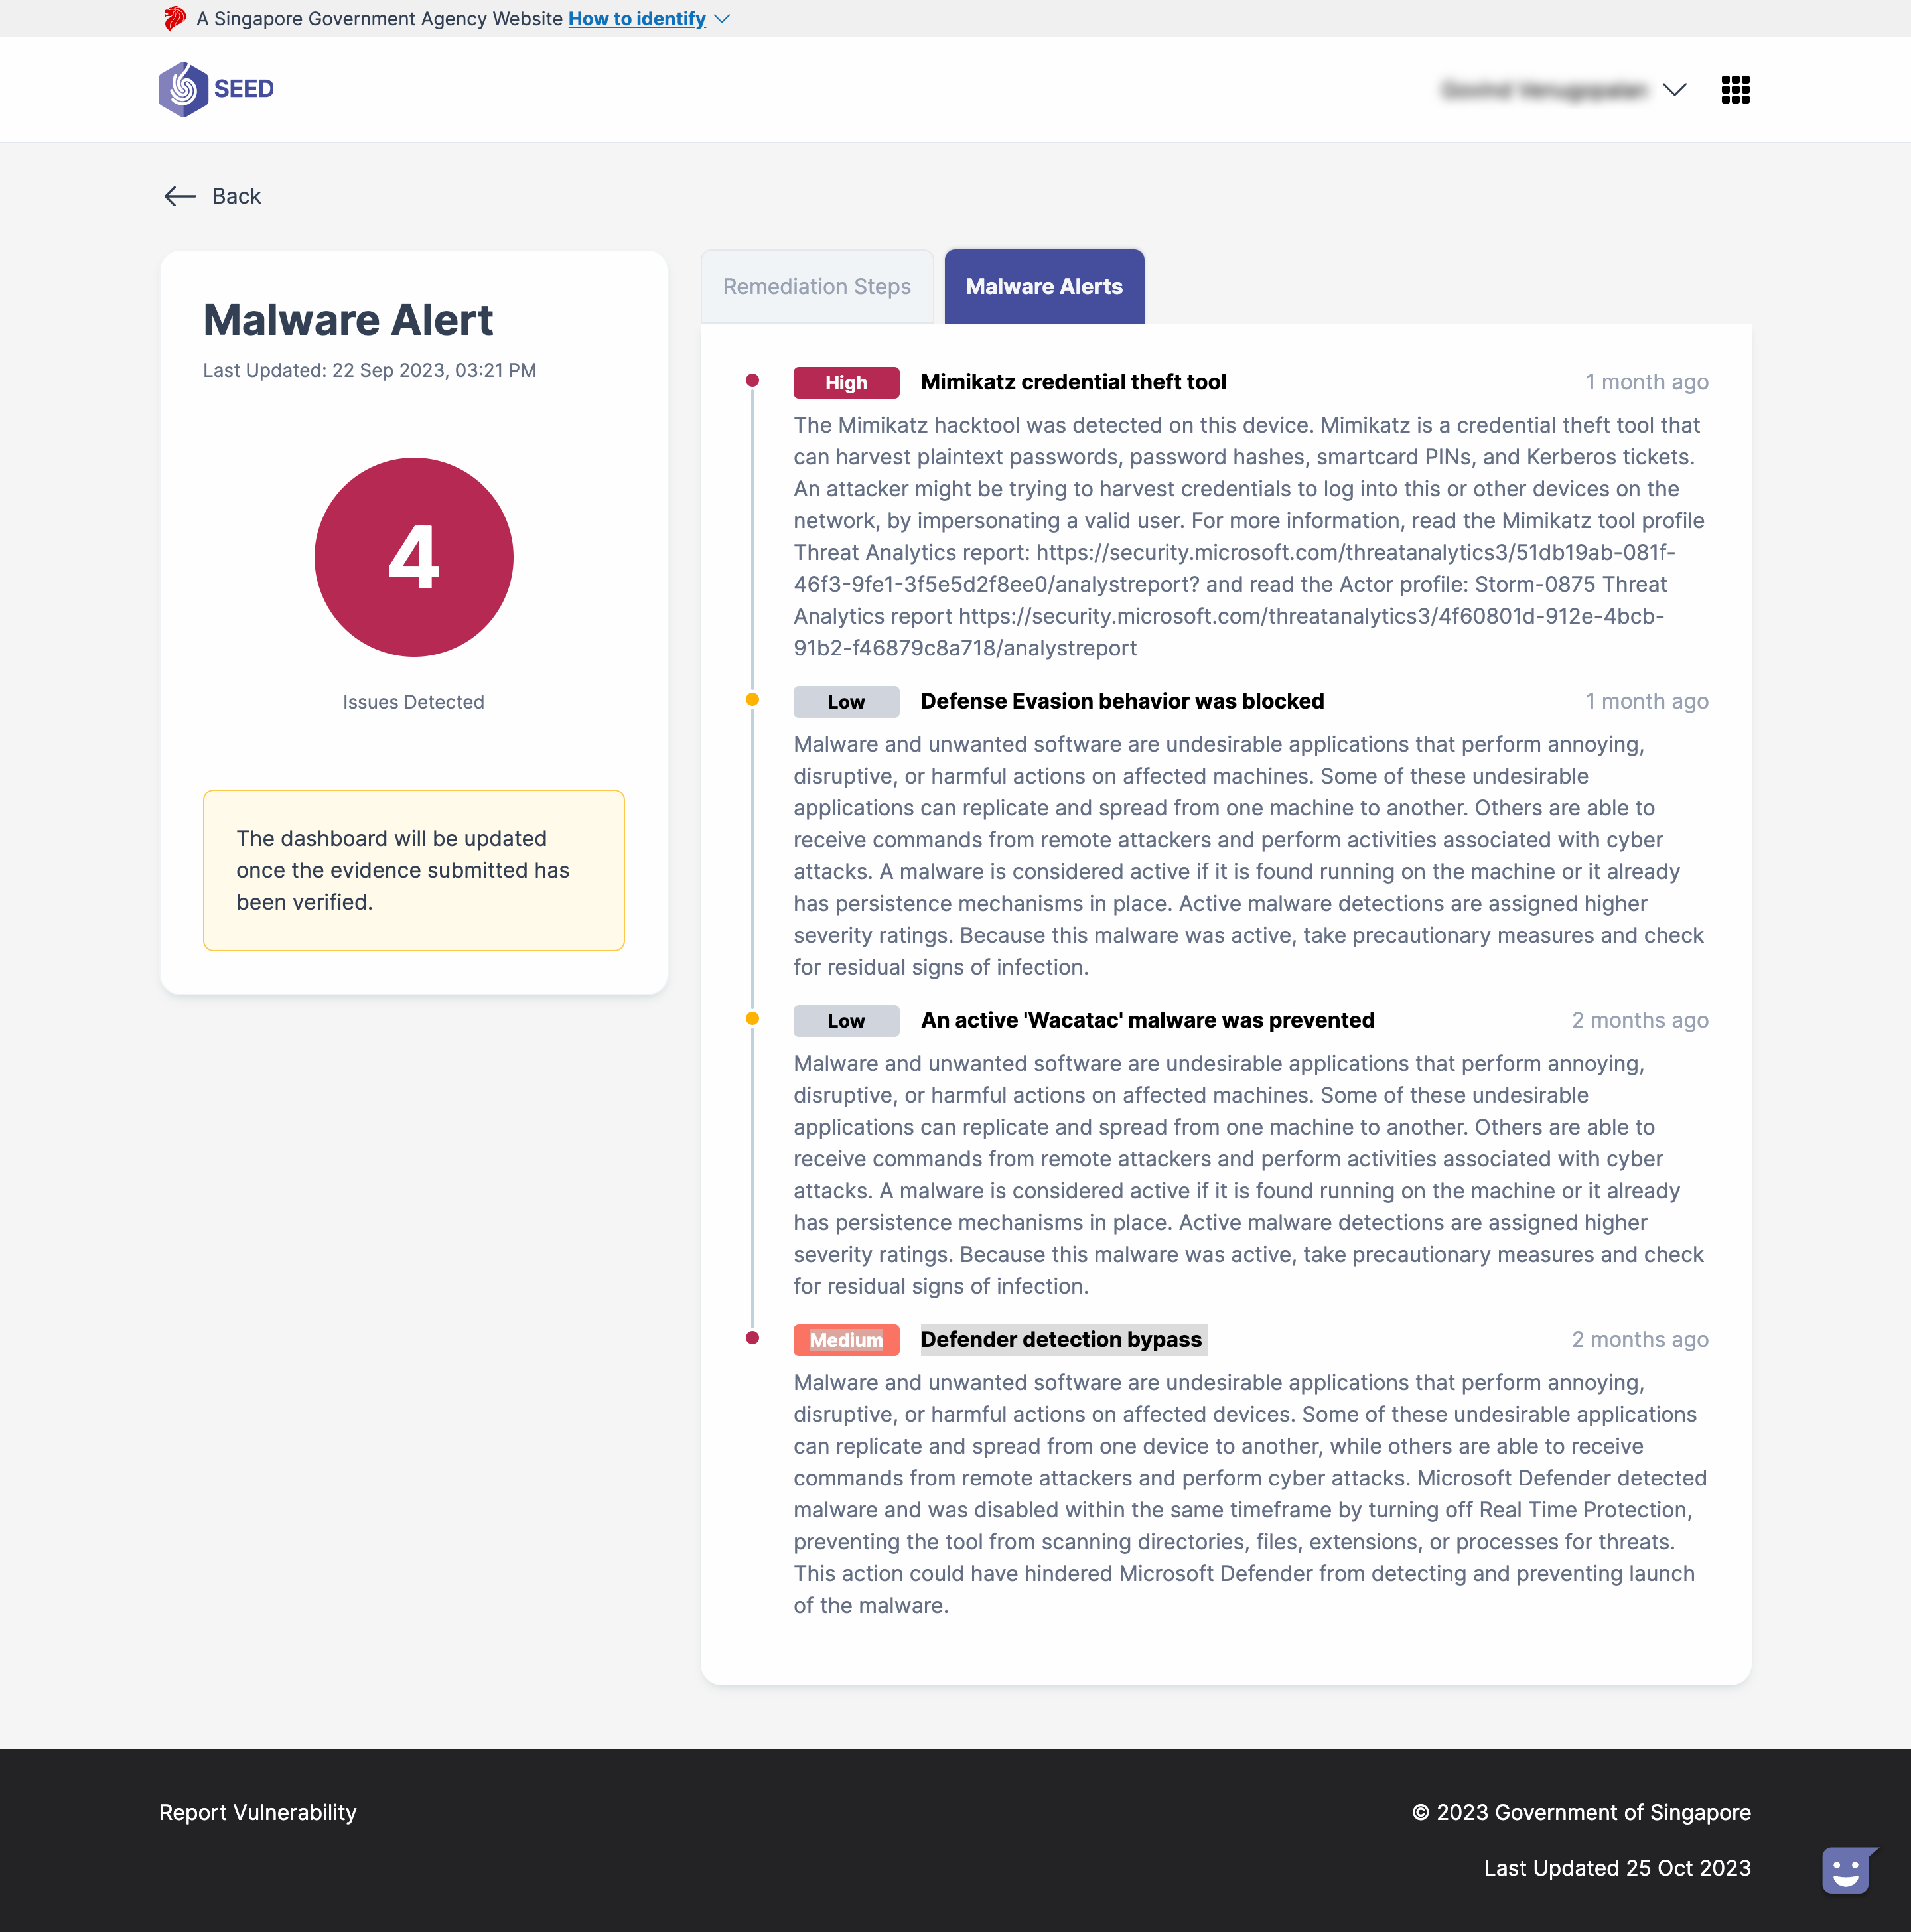 A Singapore Government Agency Website How to identify
SEED
Back
Malware Alert
Last Updated: 22 Sep 2023, 03:21 PM
4
Issues Detected
The dashboard will be updated
once the evidence submitted has
been verified.
Remediation Steps
Malware Alerts
High Mimikatz credential theft tool 1 month ago
The Mimikatz hacktool was detected on this device. Mimikatz is a credential theft tool that
can harvest plaintext passwords, password hashes, smartcard PINs, and Kerberos tickets.
An attacker might be trying to harvest credentials to log into this or other devices on the
network, by impersonating a valid user. For more information, read the Mimikatz tool profile
Threat Analytics report: https://security.microsoft.com/threatanalytics3/51db19ab-081f-
46f3-9fe1-3f5e5d2f8ee0/analystreport? and read the Actor profile: Storm-0875 Threat
Analytics report https://security.microsoft.com/threatanalytics3/4f60801d-912e-4bcb-
91b2-f46879c8a718/analystreport
Low Defense Evasion behavior was blocked 1 month ago
Malware and unwanted software are undesirable applications that perform annoying,
disruptive, or harmful actions on affected machines. Some of these undesirable
applications can replicate and spread from one machine to another. Others are able to
receive commands from remote attackers and perform activities associated with cyber
attacks. A malware is considered active if it is found running on the machine or it already
has persistence mechanisms in place. Active malware detections are assigned higher
severity ratings. Because this malware was active, take precautionary measures and check
for residual signs of infection.
Low An active 'Wacatac' malware was prevented 2 months ago
Malware and unwanted software are undesirable applications that perform annoying,
disruptive, or harmful actions on affected machines. Some of these undesirable
applications can replicate and spread from one machine to another. Others are able to
receive commands from remote attackers and perform activities associated with cyber
attacks. A malware is considered active if it is found running on the machine or it already
has persistence mechanisms in place. Active malware detections are assigned higher
severity ratings. Because this malware was active, take precautionary measures and check
for residual signs of infection.
Medium Defender detection bypass 2 months ago
Malware and unwanted software are undesirable applications that perform annoying,
disruptive, or harmful actions on affected devices. Some of these undesirable applications
can replicate and spread from one device to another, while others are able to receive
commands from remote attackers and perform cyber attacks. Microsoft Defender detected
malware and was disabled within the same timeframe by turning off Real Time Protection,
preventing the tool from scanning directories, files, extensions, or processes for threats.
This action could have hindered Microsoft Defender from detecting and preventing launch
of the malware.
Report Vulnerability
© 2023 Government of Singapore
Last Updated 25 Oct 2023